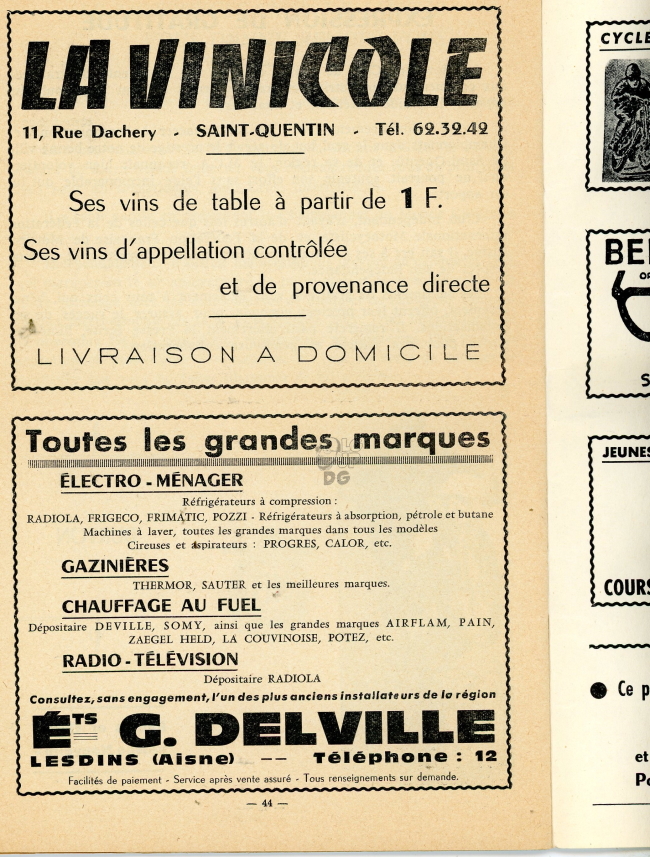 LA VINICOLE
11, Rue Dachery - SAINT-QUENTIN - Tél. 62.32.42
Ses vins de table à partir de 1 F.
Ses vins d'appellation contrôlée
et de provenance directe
LIVRAISON A DOMICILE
Toutes les grandes marques
DG
ÉLECTRO-MÉNAGER
Réfrigérateurs à compression :
RADIOLA, FRIGECO, FRIMATIC, POZZI - Réfrigérateurs à absorption, pétrole et butane
Machines à laver, toutes les grandes marques dans tous les modèles
Cireuses et aspirateurs : PROGRES, CALOR, etc.
GAZINIÈRES
THERMOR, SAUTER et les meilleures marques.
CHAUFFAGE AU FUEL
Dépositaire DEVILLE, SOMY, ainsi que les grandes marques AIRFLAM, PAIN,
ZAEGEL HELD, LA COUVINOISE, POTEZ, etc.
RADIO-TÉLÉVISION
Dépositaire RADIOLA
Consultez, sans engagement, l'un des plus anciens installateurs de la région
ÉTS G. DELVILLE
LESDINS (Aisne) -- Téléphone : 12
Facilités de paiement - Service après vente assuré - Tous renseignements sur demande.
— 44 —
CYCLE
BE
OP
S
JEUNES
COURS
● Ce p
et
Po